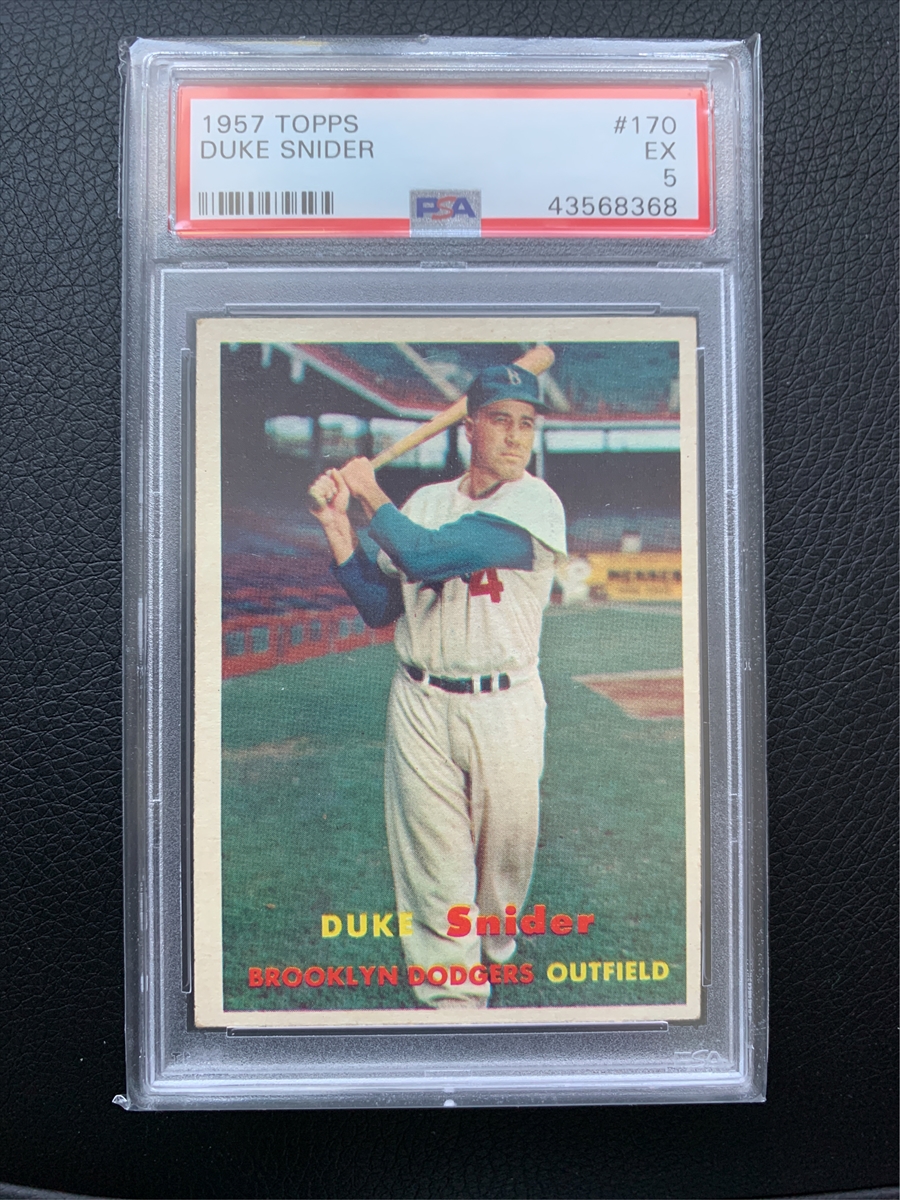 1957 TOPPS #170
DUKE SNIDER EX
5
PSA 43568368
B
4
DUKE Snider
BROOKLYN DODGERS OUTFIELD